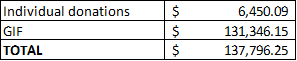 Individual donations $ 6,450.09
GIF $ 131,346.15
TOTAL $ 137,796.25